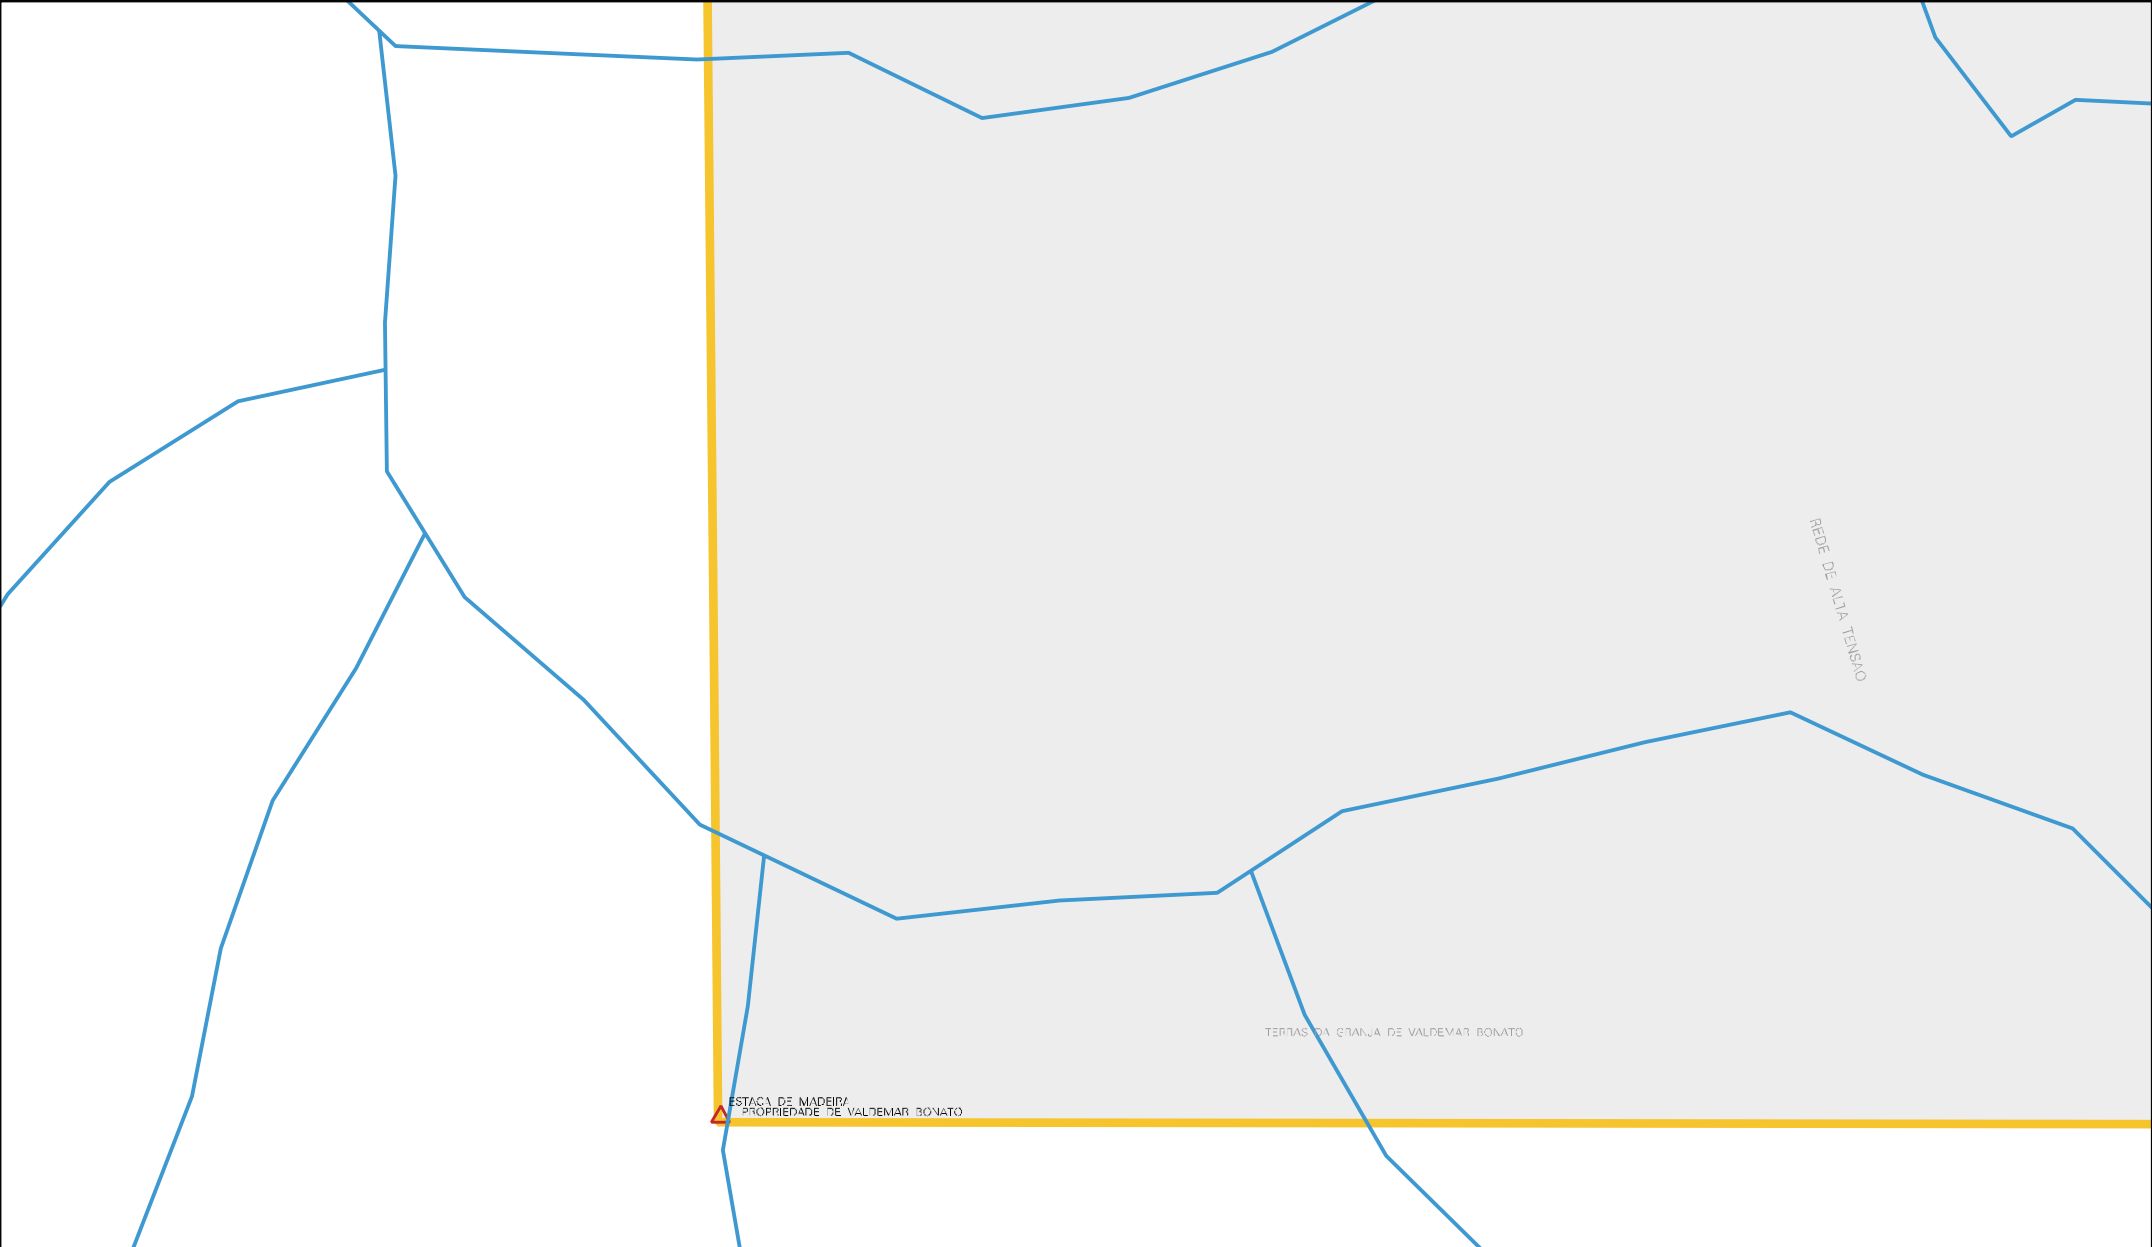 REDE DE ALTA TENSAO
TERRAS DA GRANJA DE VALDEMAR BONATO
ESTACA DE MADEIRA
PROPRIEDADE DE VALDEMAR BONATO